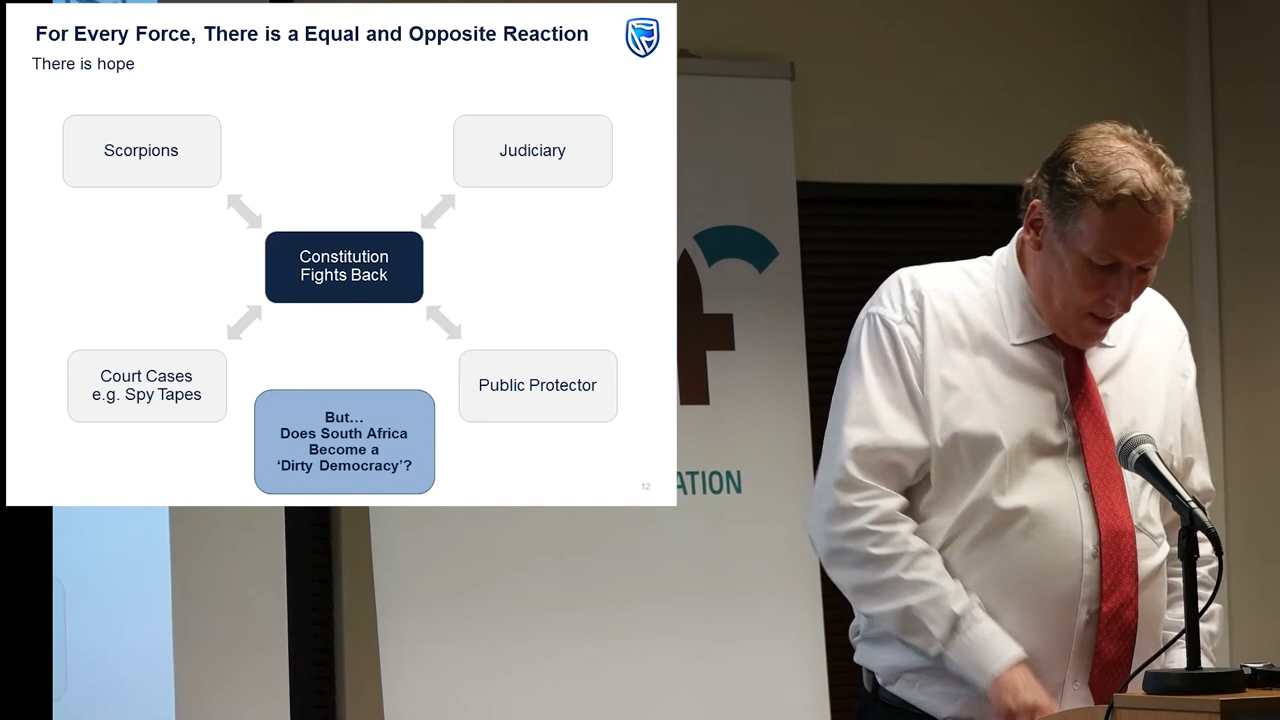 For Every Force, There is a Equal and Opposite Reaction
There is hope
Scorpions
Judiciary
Constitution
Fights Back
Court Cases
e.g. Spy Tapes
Public Protector
But…
Does South Africa
Become a
‘Dirty Democracy’?
12
ATION